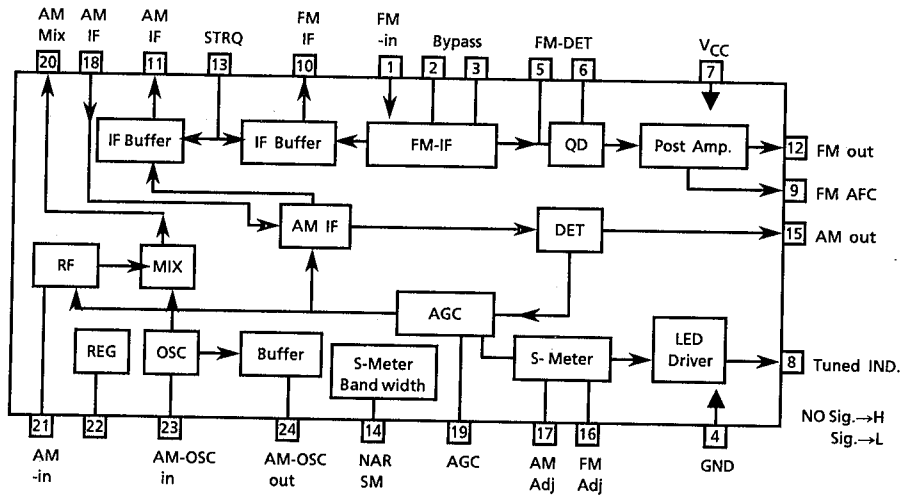 AM AM AM FM FM
Mix IF IF STRQ IF -in Bypass FM-DET VCC
20 18 11 13 10 1 2 3 5 6 7
IF Buffer IF Buffer FM-IF QD Post Amp. 12 FM out
9 FM AFC
AM IF DET 15 AM out
RF MIX
AGC
REG OSC Buffer S-Meter S-Meter LED 8 Tuned IND.
Band width Driver
NO Sig.→H
21 22 23 24 14 19 17 16 4 Sig.→L
AM AM-OSC AM-OSC NAR AGC AM FM GND
-in in out SM Adj Adj